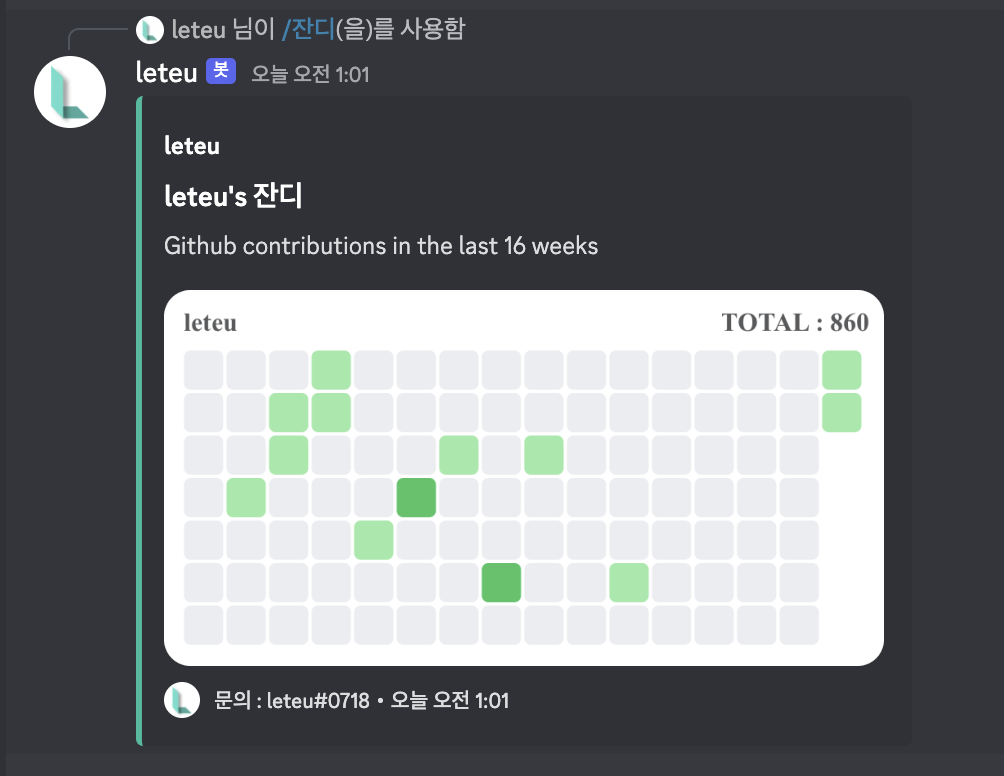 leteu 님이 /잔디(을)를 사용함
leteu 봇 오늘 오전 1:01
leteu
leteu's 잔디
Github contributions in the last 16 weeks
leteu TOTAL : 860
문의 : leteu#0718 • 오늘 오전 1:01